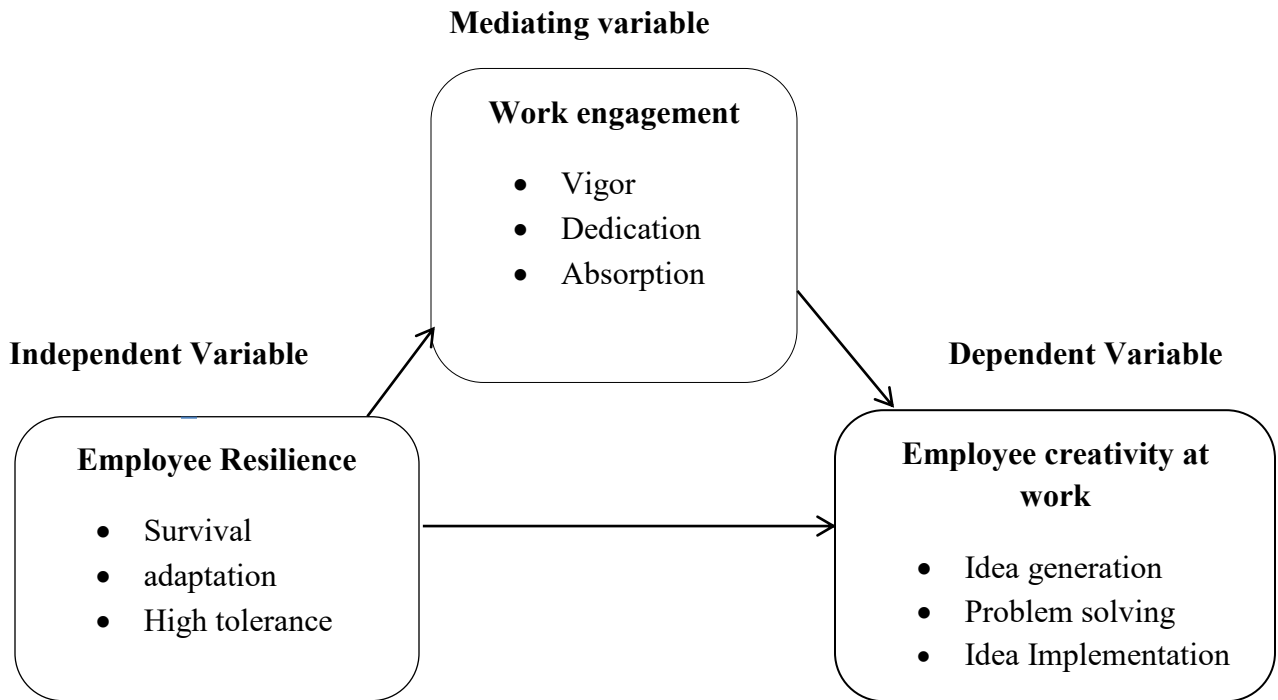 Mediating variable
Work engagement
• Vigor
• Dedication
• Absorption
Independent Variable
Employee Resilience
• Survival
• adaptation
• High tolerance
Dependent Variable
Employee creativity at
work
• Idea generation
• Problem solving
• Idea Implementation